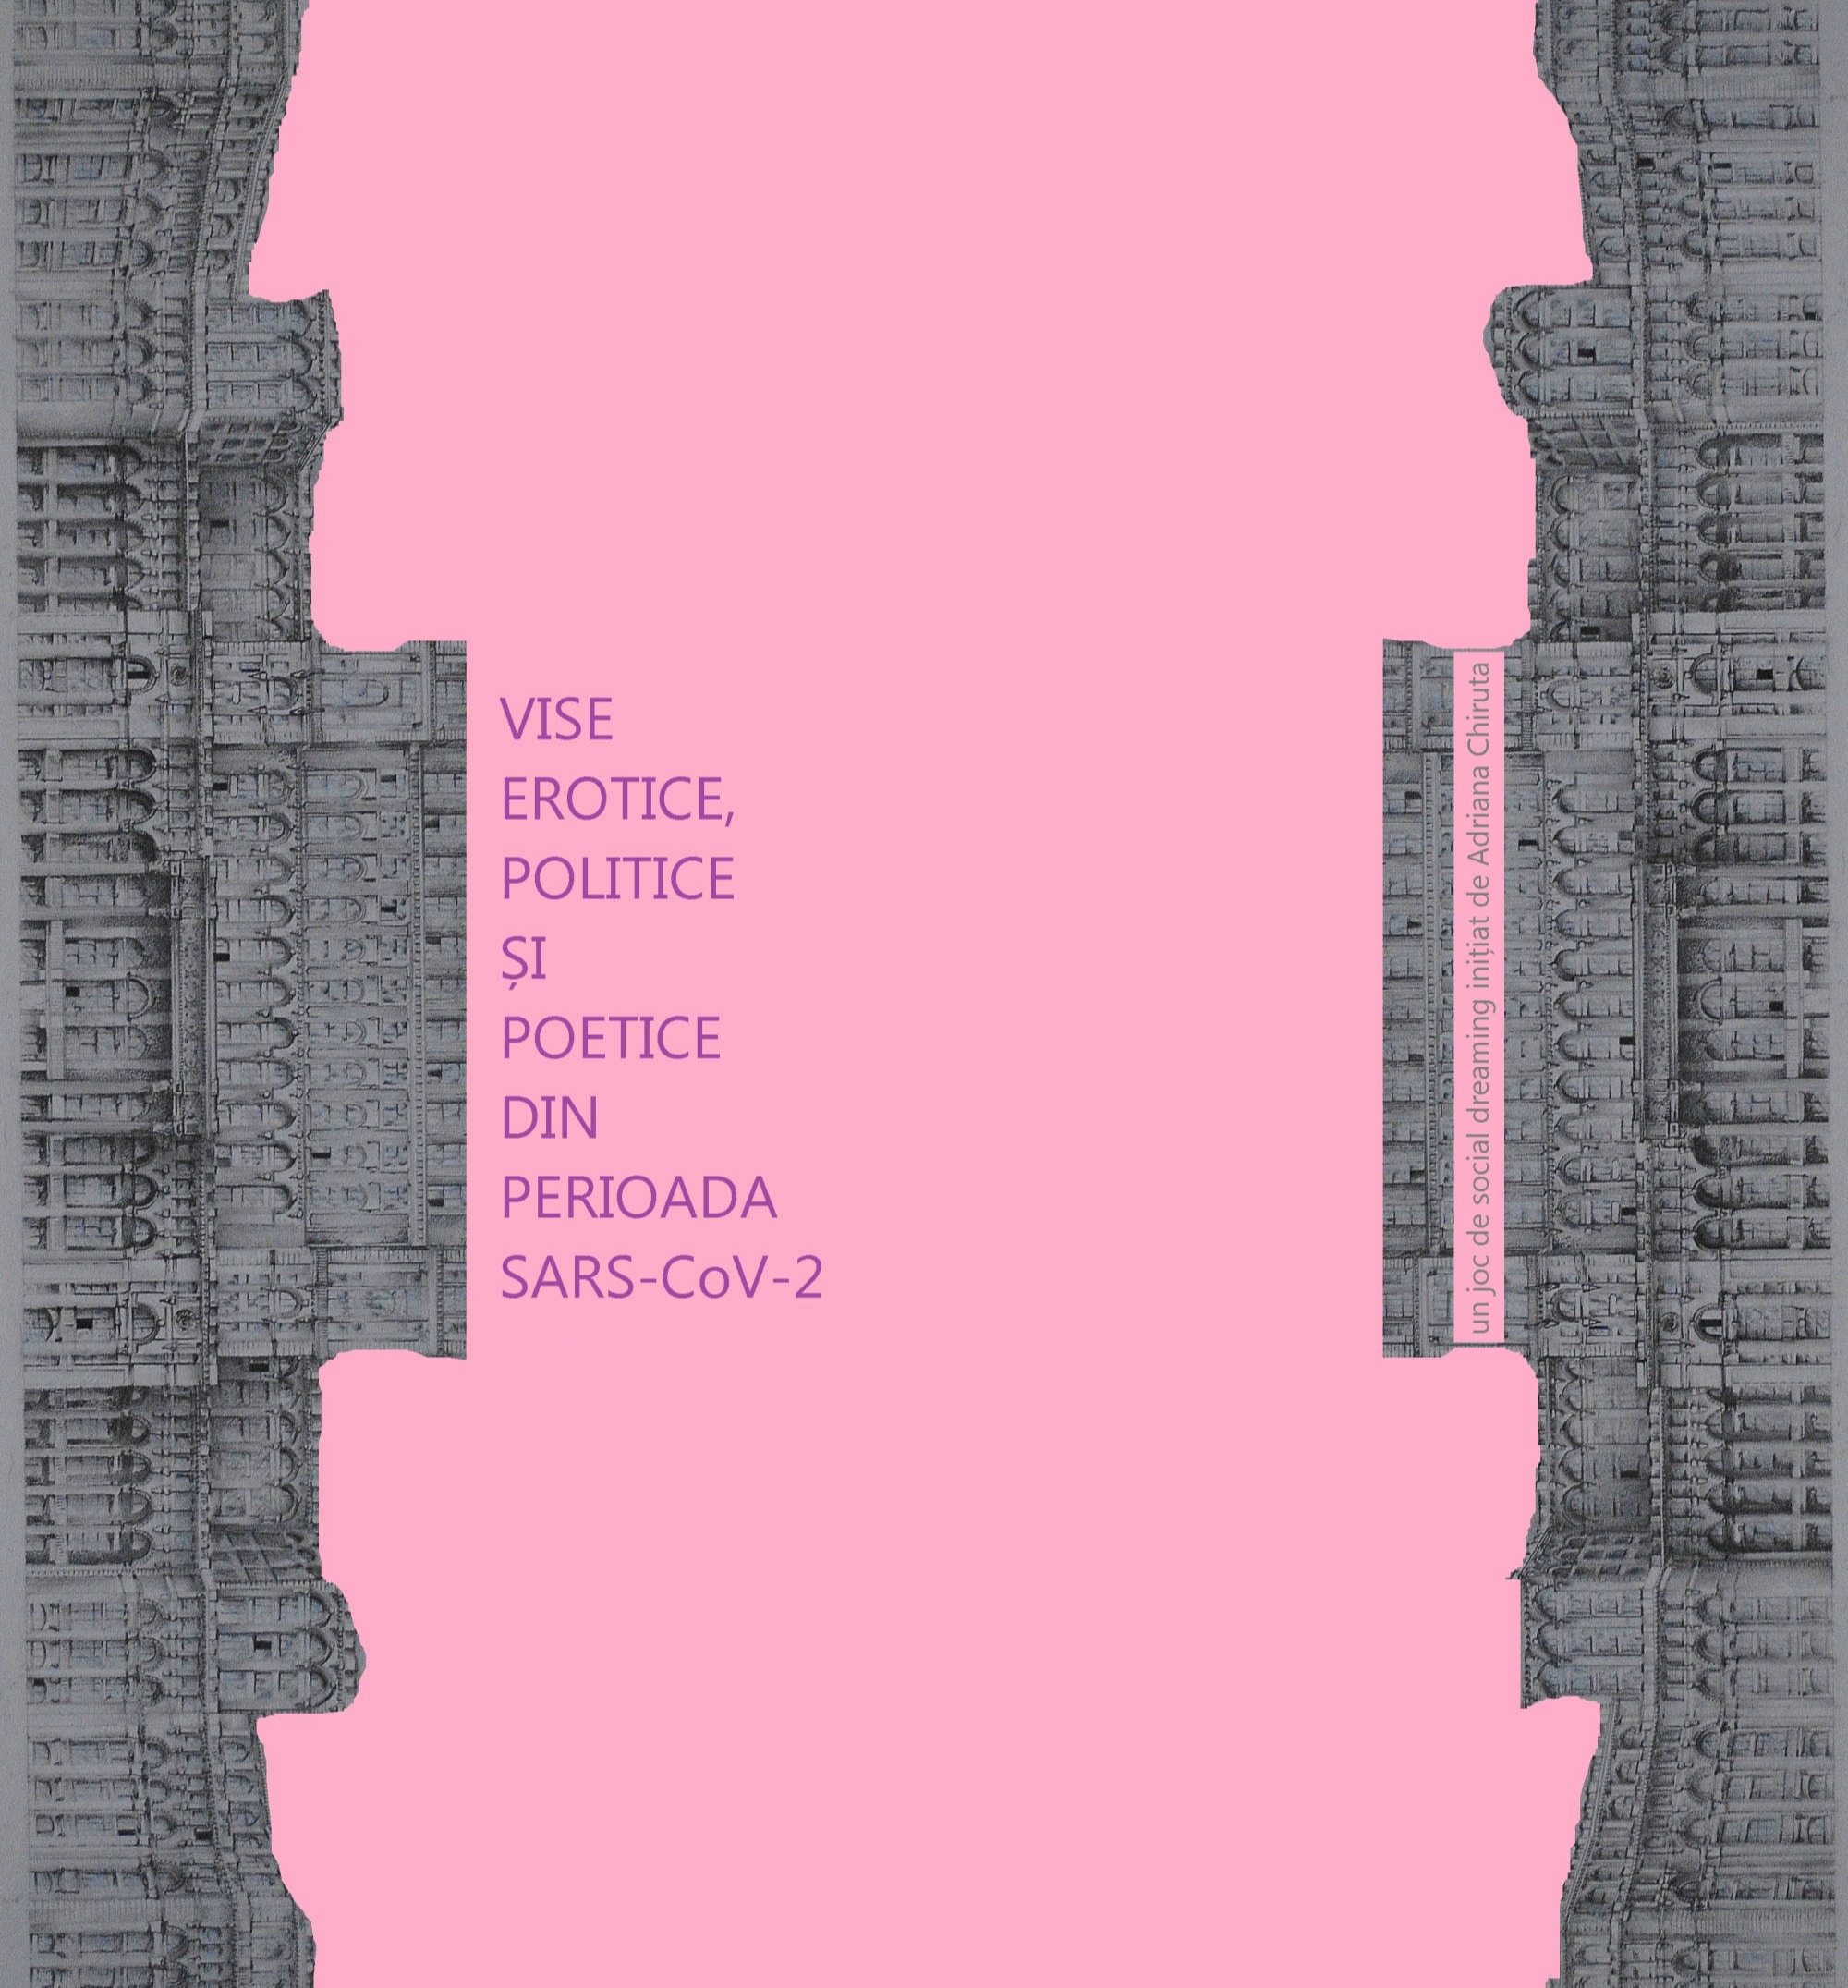 VISE
EROTICE,
POLITICE
ȘI
POETICE
DIN
PERIOADA
SARS-CoV-2
un joc de social dreaming inițiat de Adriana Chiruta